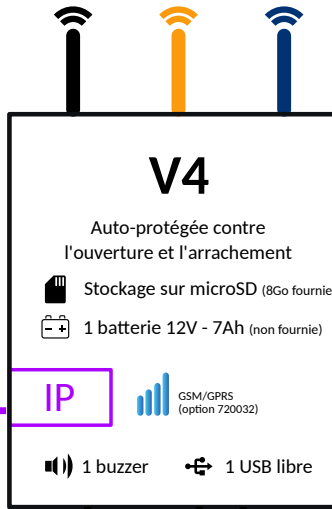 V4
Auto-protégée contre
l'ouverture et l'arrachement
Stockage sur microSD (8Go fournie
1 batterie 12V - 7Ah (non fournie)
IP
GSM/GPRS
(option 720032)
1 buzzer
1 USB libre